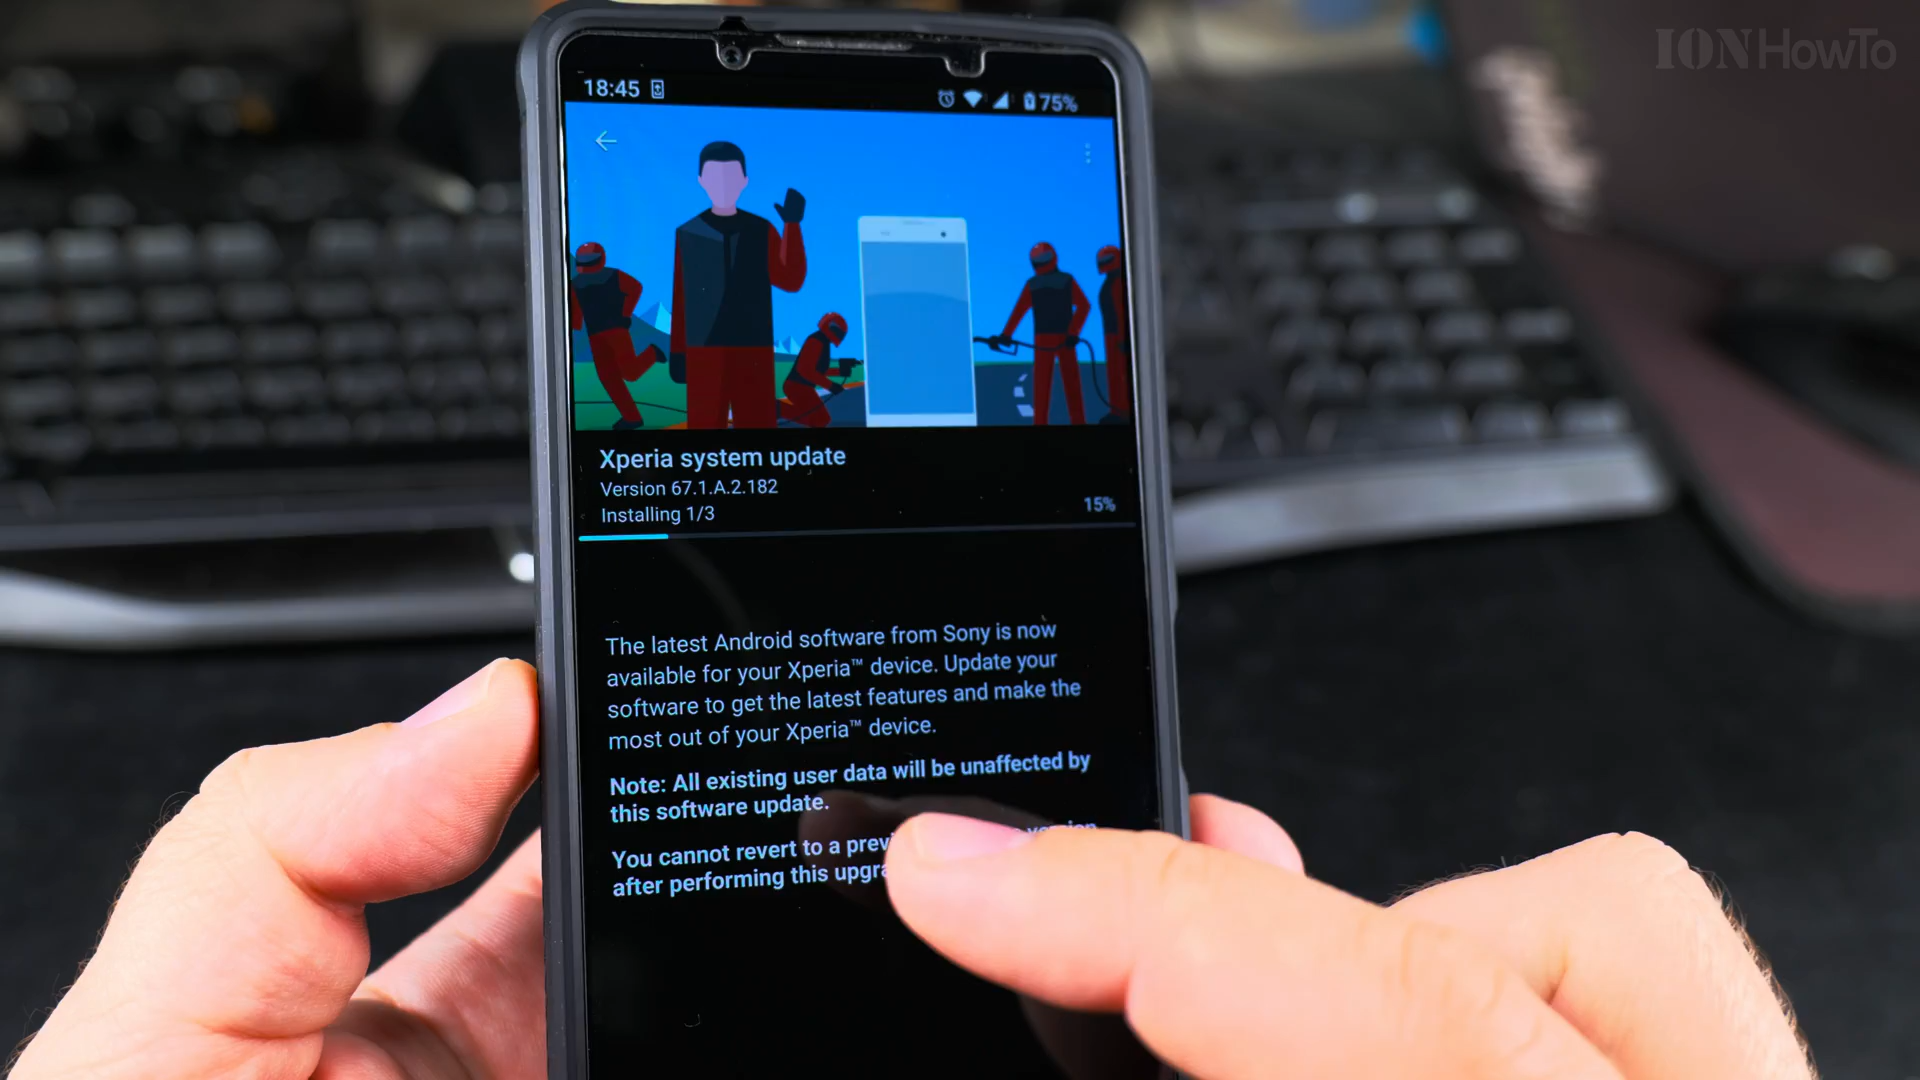 IONHowTo
18:45
75%
Xperia system update
Version 67.1.A.2.182
Installing 1/3
15%
The latest Android software from Sony is now
available for your Xperia™ device. Update your
software to get the latest features and make the
most out of your Xperia™ device.
Note: All existing user data will be unaffected by
this software update.
You cannot revert to a version
after performing this